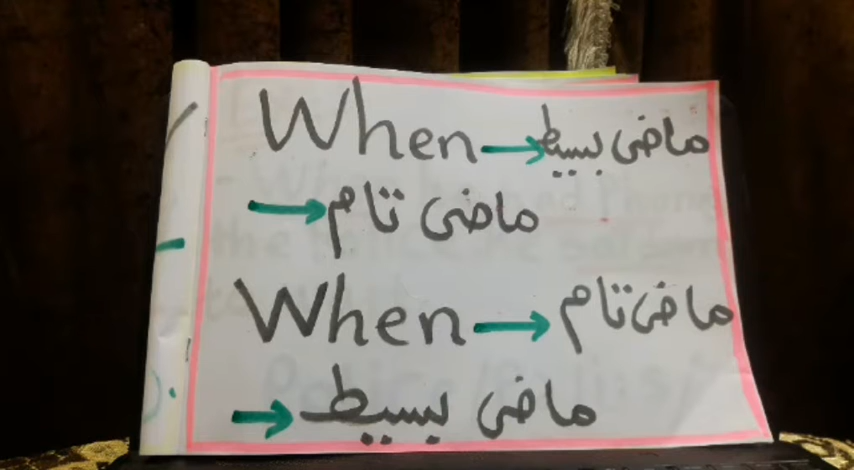 When → ماضى بسيط
→ ماضى تام
When → ماضى تام
→ ماضى بسيط